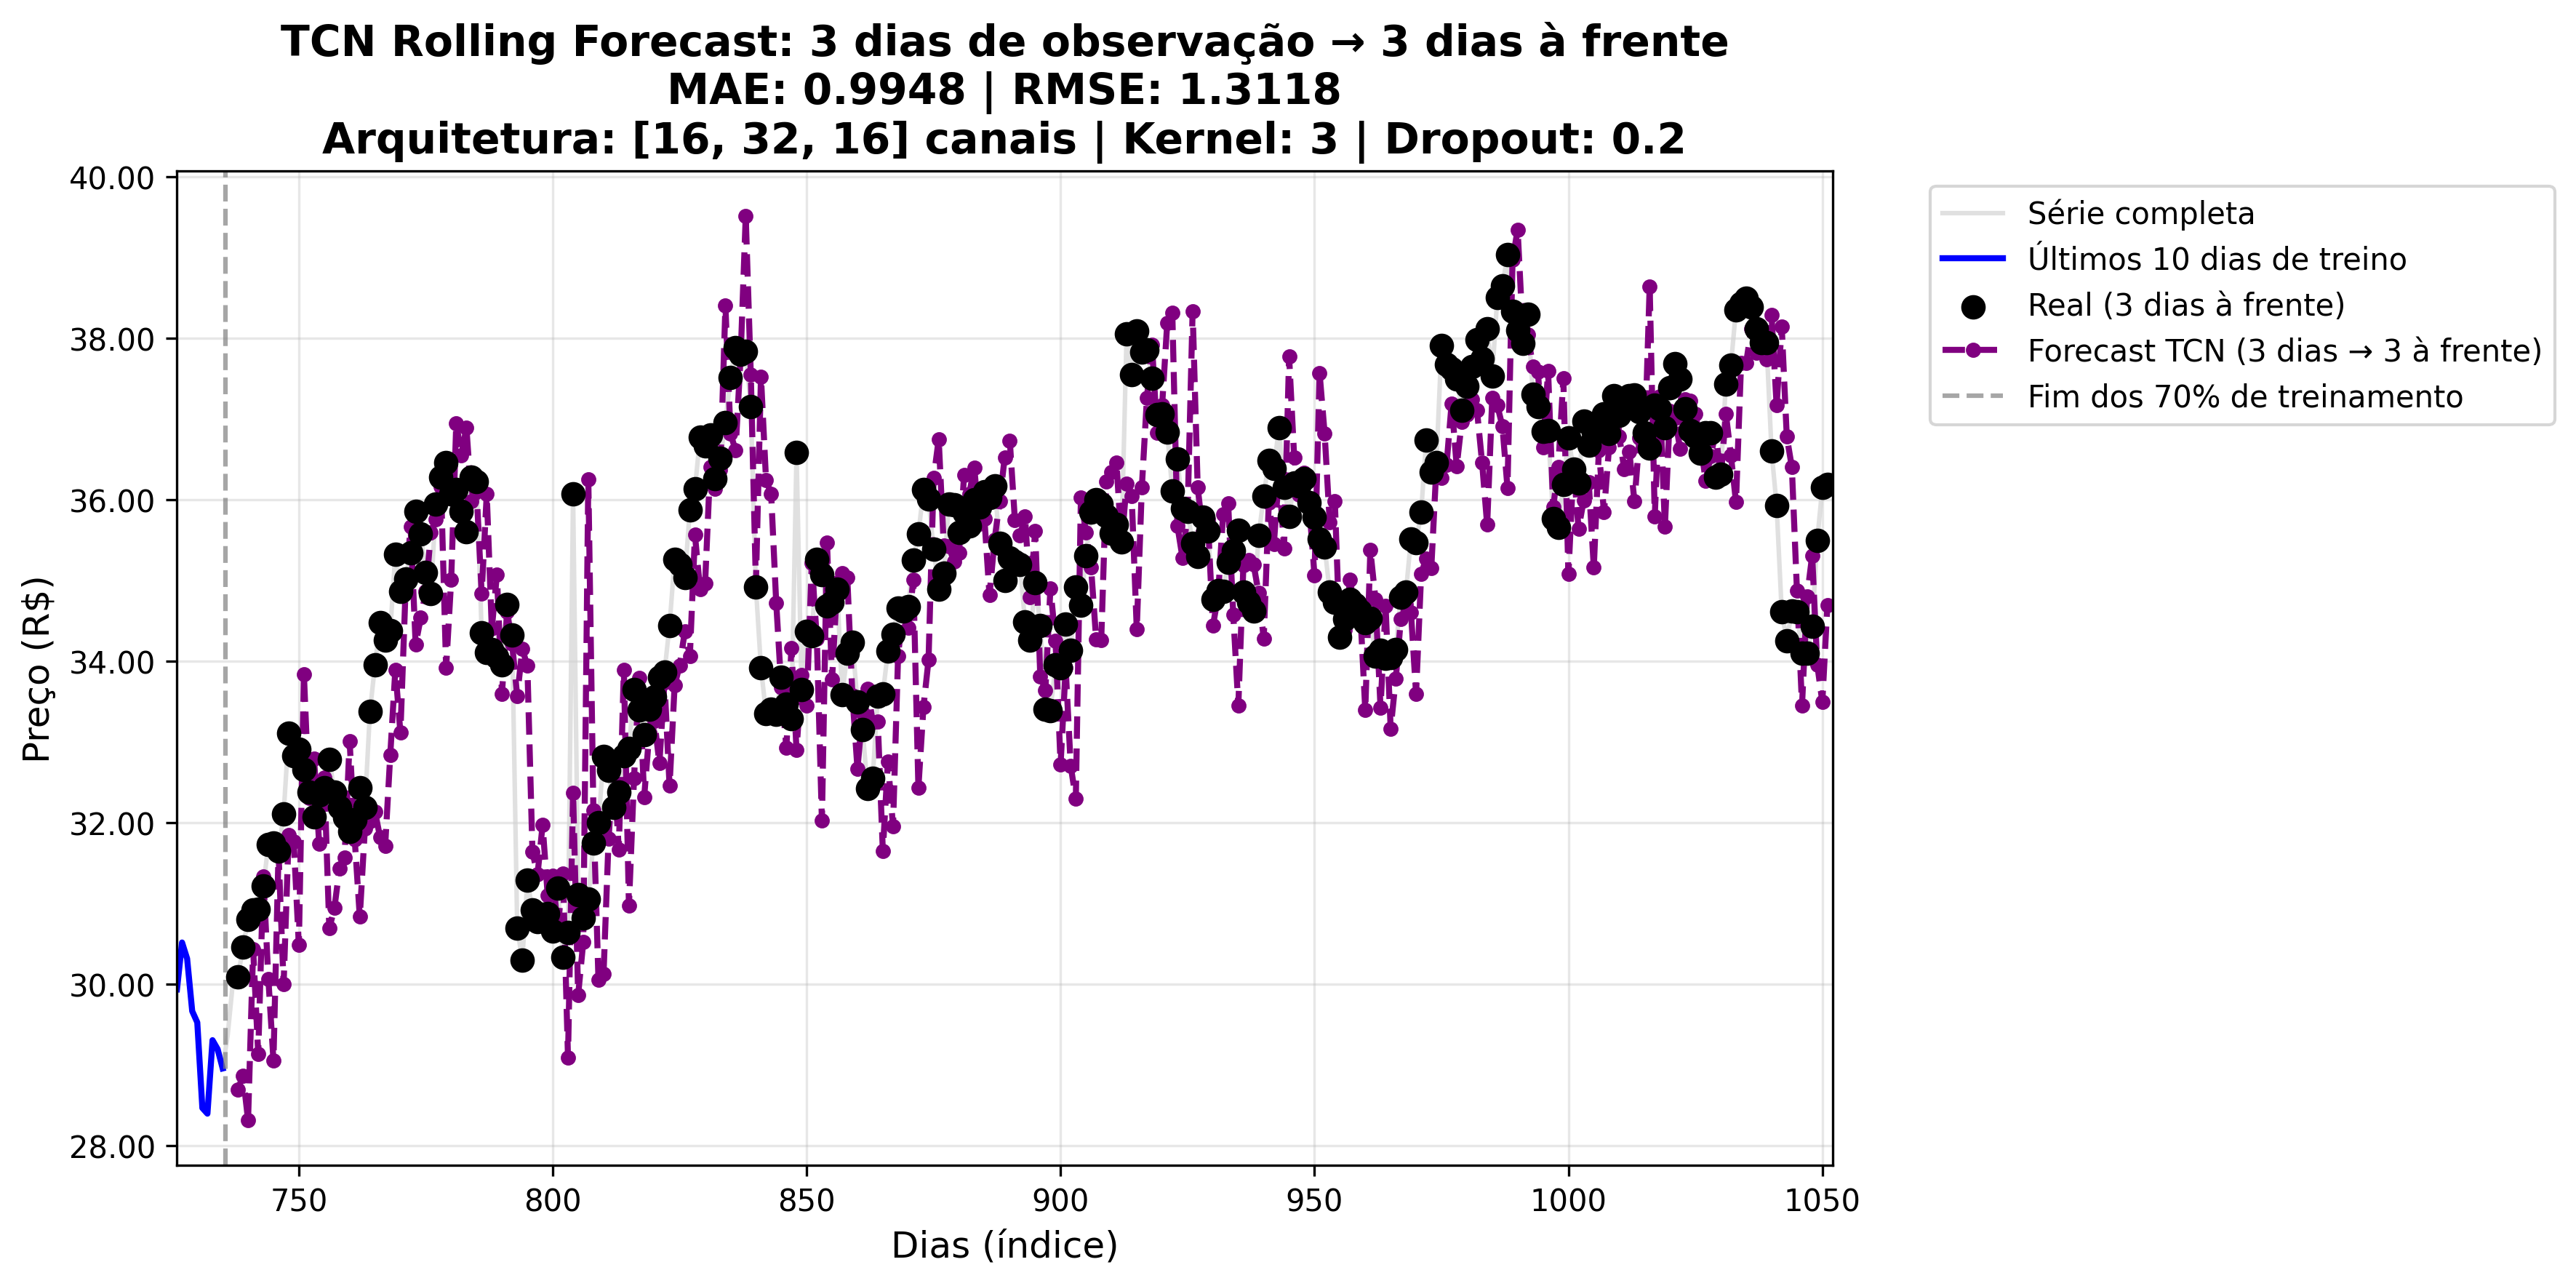 TCN Rolling Forecast: 3 dias de observação → 3 dias à frente
MAE: 0.9948 | RMSE: 1.3118
Arquitetura: [16, 32, 16] canais | Kernel: 3 | Dropout: 0.2
40.00
38.00
36.00
34.00
32.00
30.00
28.00
Preço (R$)
750
800
850
900
950
1000
1050
Dias (índice)
Série completa
Últimos 10 dias de treino
Real (3 dias à frente)
Forecast TCN (3 dias → 3 à frente)
Fim dos 70% de treinamento